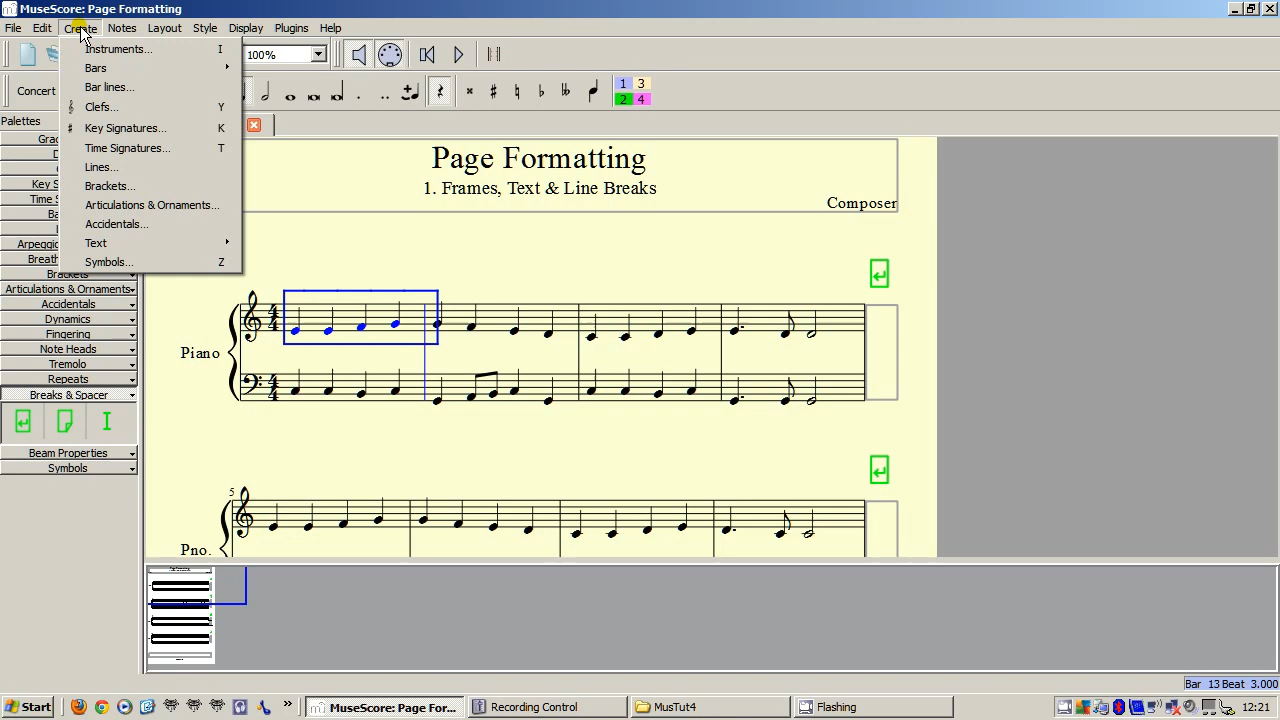 MuseScore: Page Formatting
File Edit Create Notes Layout Style Display Plugins Help
Instruments... I
Bars
Bar lines...
Clefs... Y
Key Signatures... K
Time Signatures... T
Lines...
Brackets...
Articulations & Ornaments...
Accidentals...
Text
Symbols... Z
100%
Concert
1 3
2 4
Palettes
Brackets
Articulations & Ornaments
Accidentals
Dynamics
Fingering
Note Heads
Tremolo
Repeats
Breaks & Spacer
Beam Properties
Symbols
Page Formatting
1. Frames, Text & Line Breaks
Composer
Piano
5
Pno.
Bar 13 Beat 3.000
Start
MuseScore: Page For...
Recording Control
MusTut4
Flashing
12:21